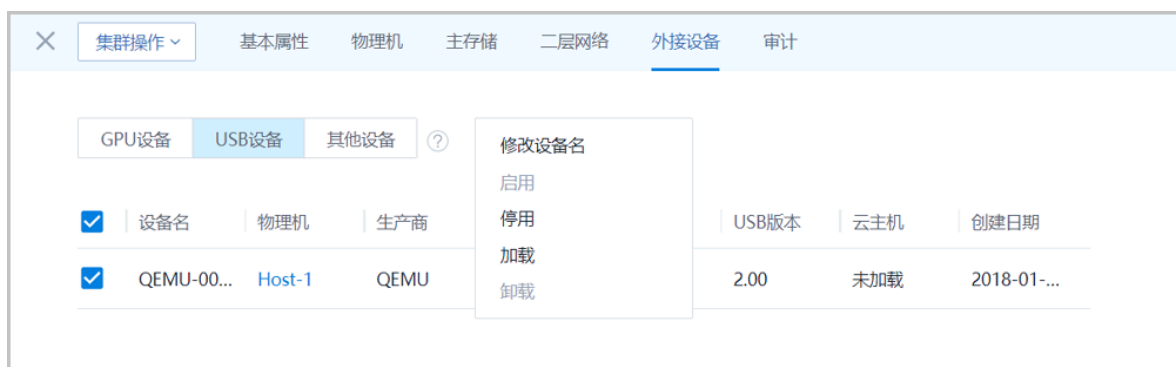 集群操作 基本属性 物理机 主存储 二层网络 外接设备 审计
GPU设备 USB设备 其他设备 ?
修改设备名
启用
停用
加载
卸载
设备名 物理机 生产商 USB版本 云主机 创建日期
QEMU-00... Host-1 QEMU 2.00 未加载 2018-01-...